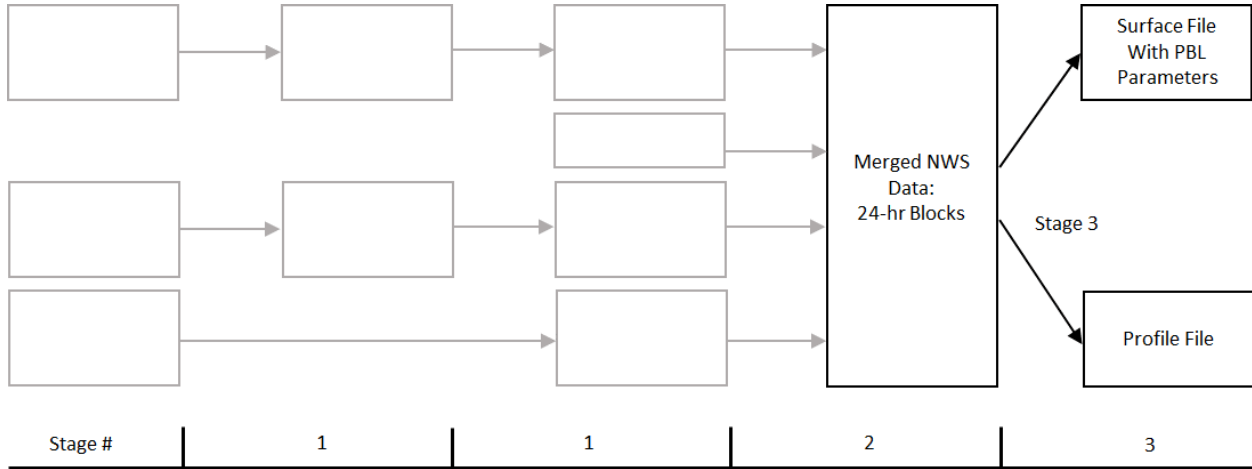 Surface File
With PBL
Parameters
Merged NWS
Data:
24-hr Blocks
Stage 3
Profile File
Stage # 1 1 2 3